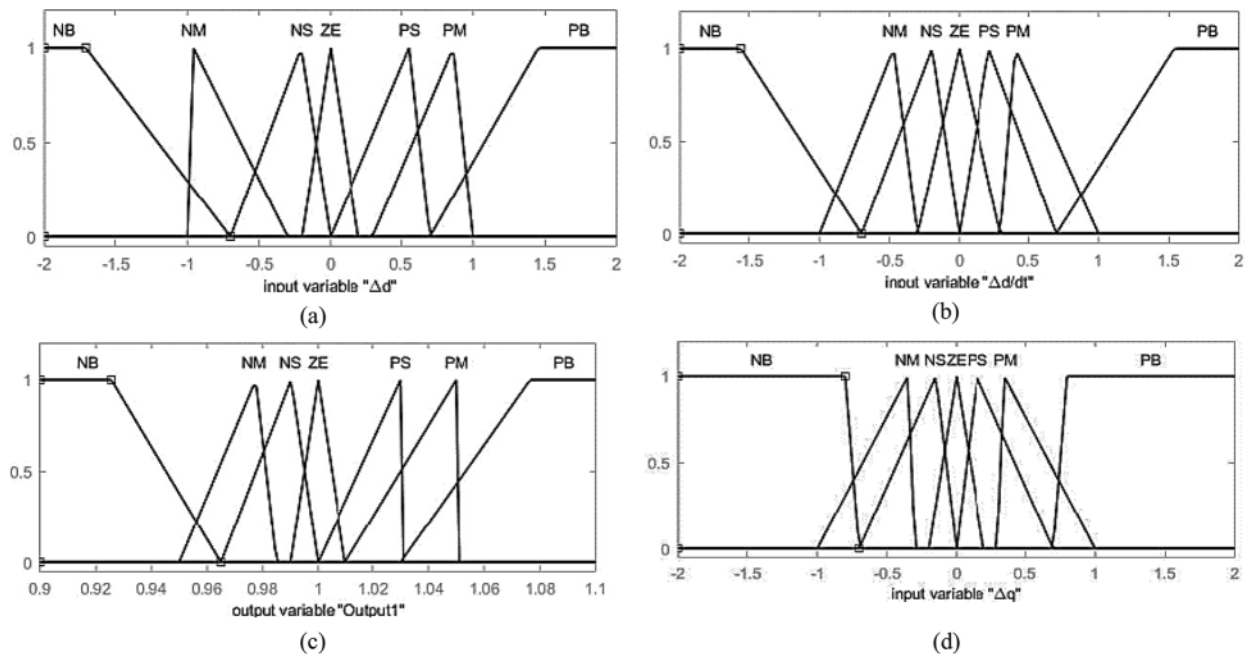 NB NM NS ZE PS PM PB
1
0.5
0
-2 -1.5 -1 -0.5 0 0.5 1 1.5 2
input variable "Δd"
(a)
NB NM NS ZE PS PM PB
1
0.5
0
-2 -1.5 -1 -0.5 0 0.5 1 1.5 2
input variable "Δd/dt"
(b)
NB NM NS ZE PS PM PB
1
0.5
0
0.9 0.92 0.94 0.96 0.98 1 1.02 1.04 1.06 1.08 1.1
output variable "Output1"
(c)
NB NM NS ZE PS PM PB
1
0.5
0
-2 -1.5 -1 -0.5 0 0.5 1 1.5 2
input variable "Δq"
(d)